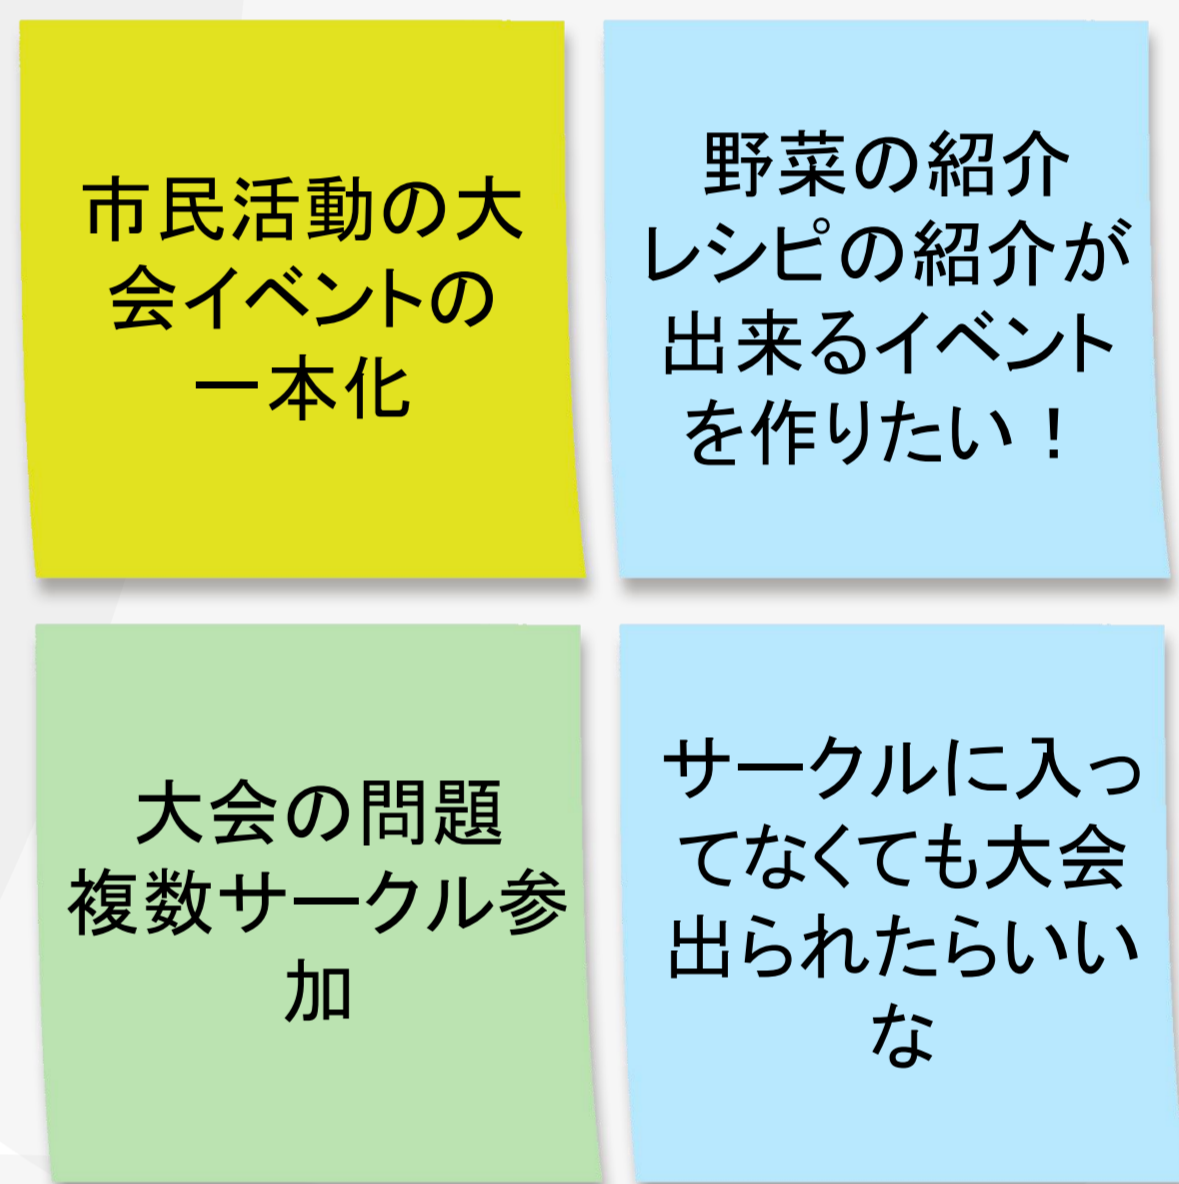 市民活動の大
会イベントの
一本化
野菜の紹介
レシピの紹介が
出来るイベント
を作りたい！
大会の問題
複数サークル参
加
サークルに入っ
てなくても大会
出られたらいい
な